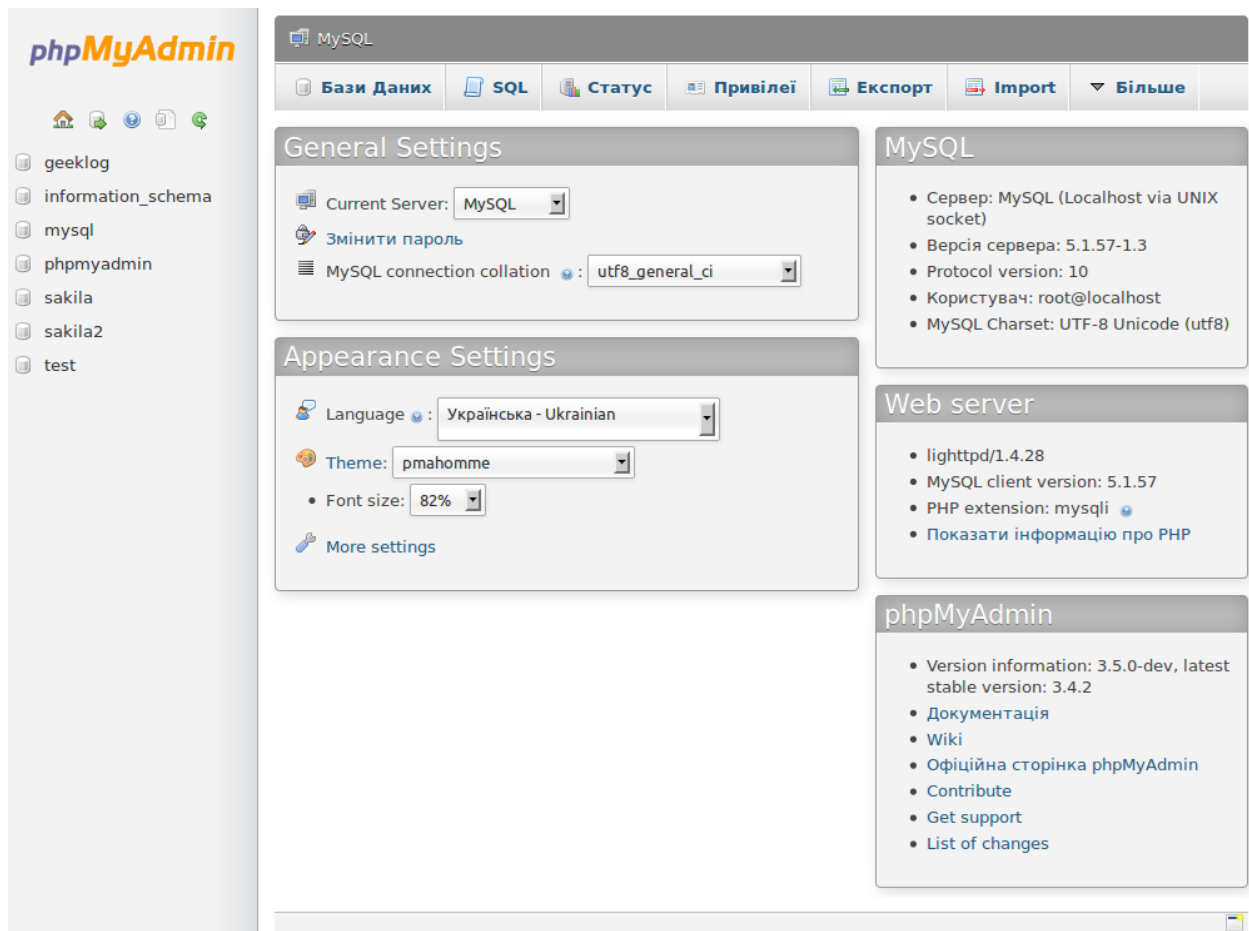 phpMyAdmin
geeklog
information_schema
mysql
phpmyadmin
sakila
sakila2
test
MySQL
Бази Даних SQL Статус Привілеї Експорт Import Більше
General Settings
Current Server: MySQL
Змінити пароль
MySQL connection collation : utf8_general_ci
Appearance Settings
Language : Українська - Ukrainian
Theme: pmahomme
• Font size: 82%
More settings
MySQL
• Сервер: MySQL (Localhost via UNIX
socket)
• Версія сервера: 5.1.57-1.3
• Protocol version: 10
• Користувач: root@localhost
• MySQL Charset: UTF-8 Unicode (utf8)
Web server
• lighttpd/1.4.28
• MySQL client version: 5.1.57
• PHP extension: mysqli
• Показати інформацію про PHP
phpMyAdmin
• Version information: 3.5.0-dev, latest
stable version: 3.4.2
• Документація
• Wiki
• Офіційна сторінка phpMyAdmin
• Contribute
• Get support
• List of changes